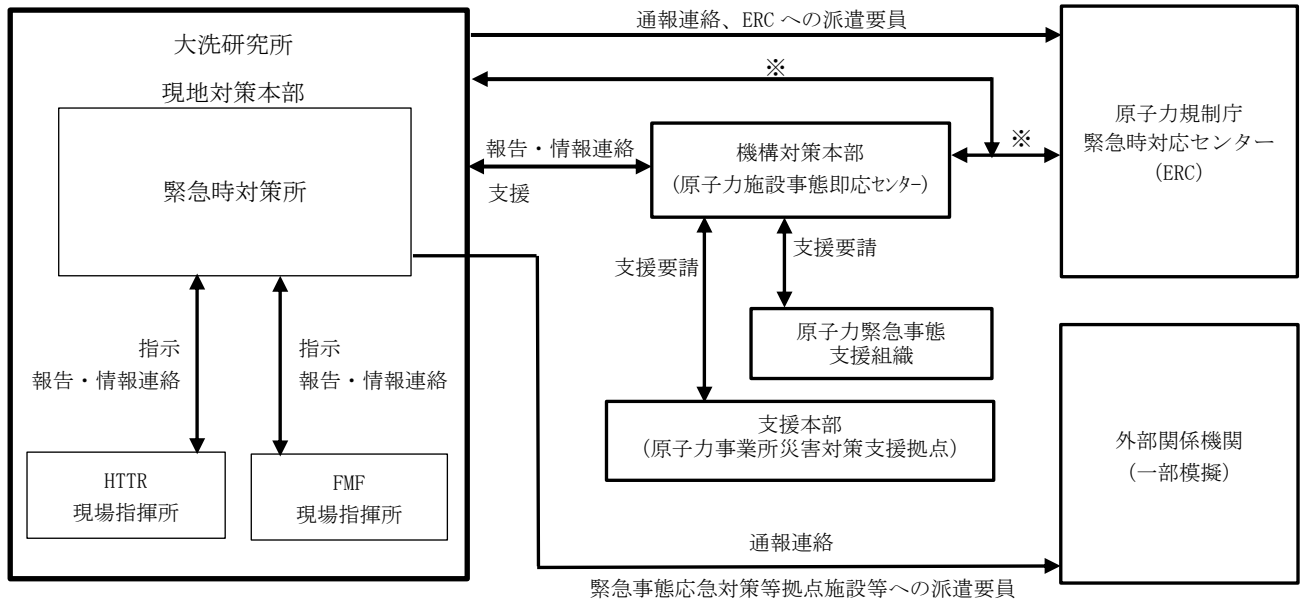 大洗研究所
現地対策本部
緊急時対策所
指示
報告・情報連絡
指示
報告・情報連絡
HTTR
現場指揮所
FMF
現場指揮所
通報連絡、ERC への派遣要員
※
※
報告・情報連絡
支援
機構対策本部
(原子力施設事態即応センター)
支援要請
支援要請
原子力緊急事態
支援組織
支援本部
(原子力事業所災害対策支援拠点)
原子力規制庁
緊急時対応センター
(ERC)
外部関係機関
(一部模擬)
通報連絡
緊急事態応急対策等拠点施設等への派遣要員